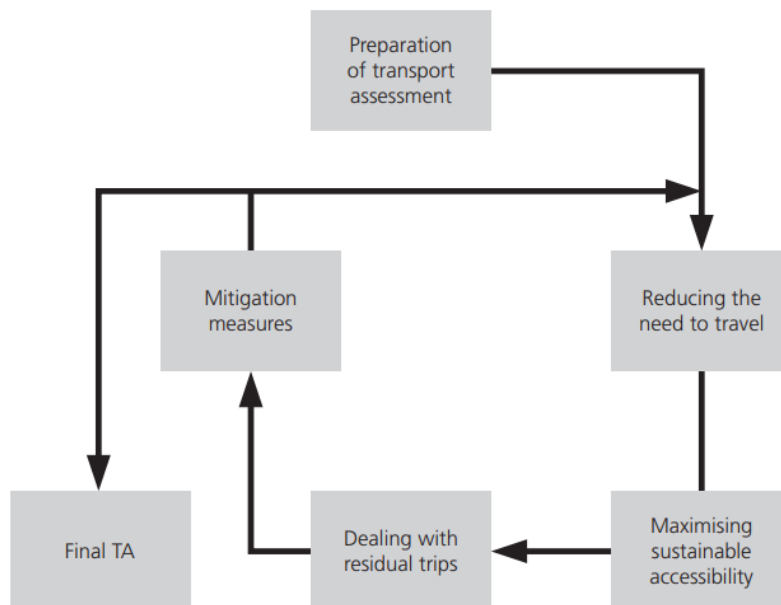 Preparation
of transport
assessment
Mitigation
measures
Reducing the
need to travel
Final TA
Dealing with
residual trips
Maximising
sustainable
accessibility